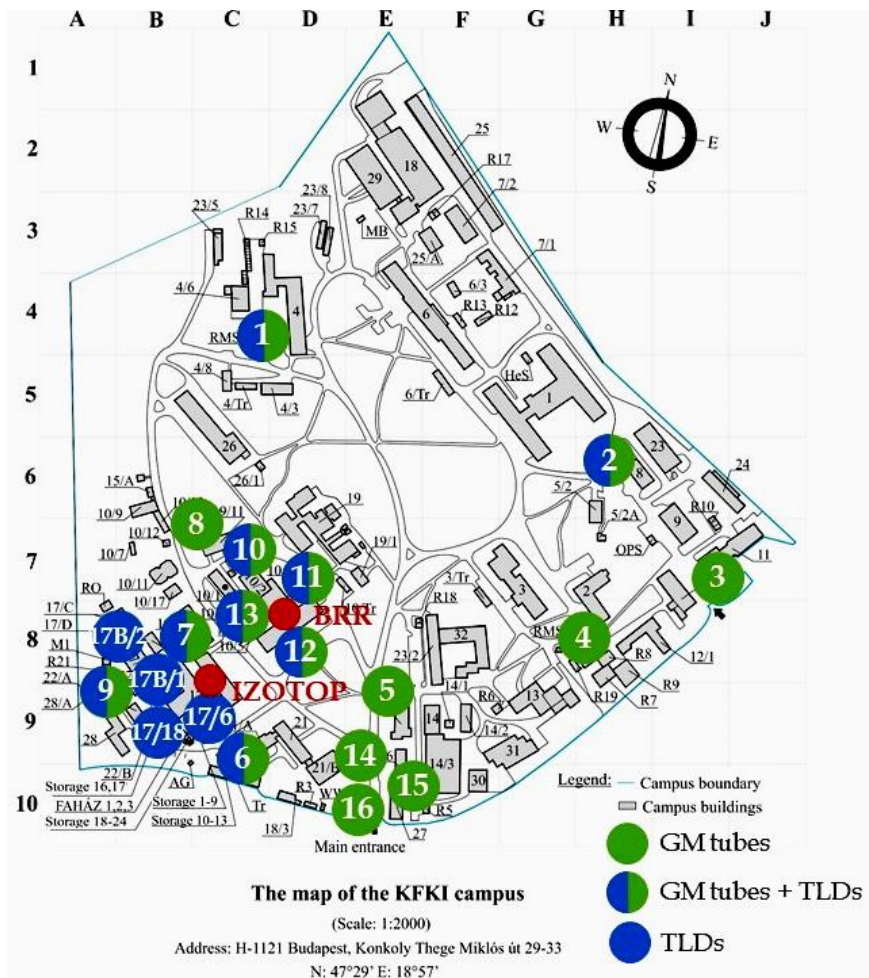 A B C D E F G H I J
1
2
3
4
5
6
7
8
9
10
N
W
E
S
25
R17
18
29
7/2
23/8
23/7
23/5
R14
R15
MB
25/A
7/1
4/6
4
6/3
R13
R12
6
1
RMS
HeS
4/8
4/Tr
4/3
6/Tr
1
26
2
8
23
24
26/1
5/2
5/2A
R10
9
OPS
11
15/A
10/9
10/12
8
9/11
19
19/1
10
10/7
10/11
10/17
11
3/Tr
3
2
3
RO
17/C
17/D
13
BRR
R18
RMS
4
17B/2
7
M1
R21
22/A
28/A
12
32
23/2
R8
12/1
R9
R7
R19
17B/1
IZOTOP
9
5
14/1
R6
13
17/6
28
17/18
21
14
14/2
31
6
21/B
14
14/3
30
15
22/B
AG
Storage 16,17
Storage 1-9
FAHÁZ 1,2,3
Storage 18-24
Storage 10-13
Tr
R3
18/3
16
27
R5
Main entrance
Legend:
Campus boundary
Campus buildings
GM tubes
GM tubes + TLDs
TLDs
The map of the KFKI campus
(Scale: 1:2000)
Address: H-1121 Budapest, Konkoly Thege Miklós út 29-33
N: 47°29' E: 18°57'